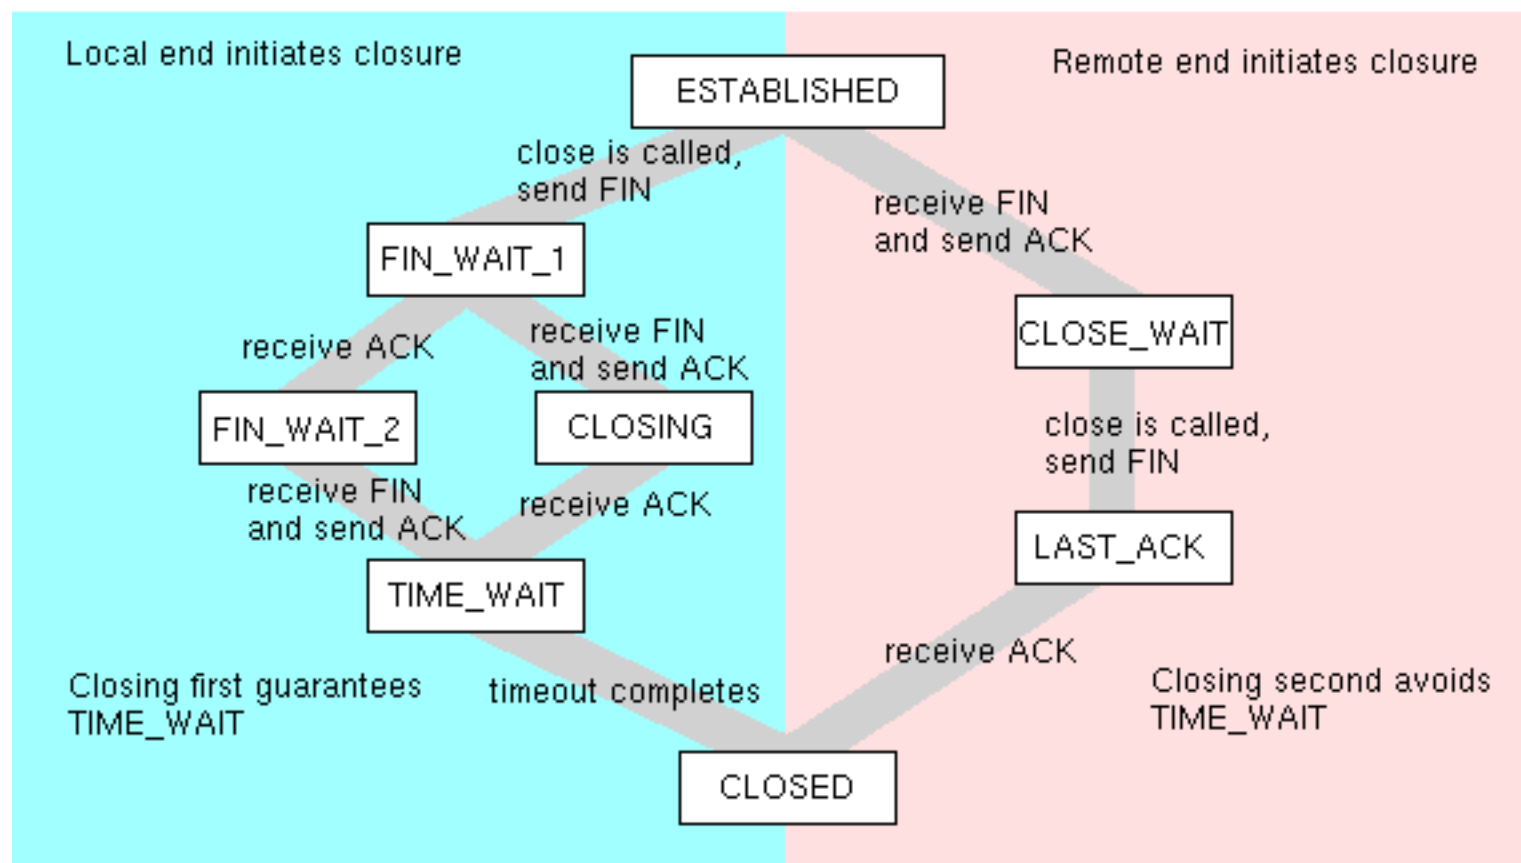 Local end initiates closure
Remote end initiates closure
ESTABLISHED
close is called,
send FIN
receive FIN
and send ACK
FIN_WAIT_1
CLOSE_WAIT
receive ACK
receive FIN
and send ACK
FIN_WAIT_2
CLOSING
close is called,
send FIN
receive FIN
and send ACK
receive ACK
LAST_ACK
TIME_WAIT
receive ACK
Closing first guarantees
TIME_WAIT
timeout completes
Closing second avoids
TIME_WAIT
CLOSED